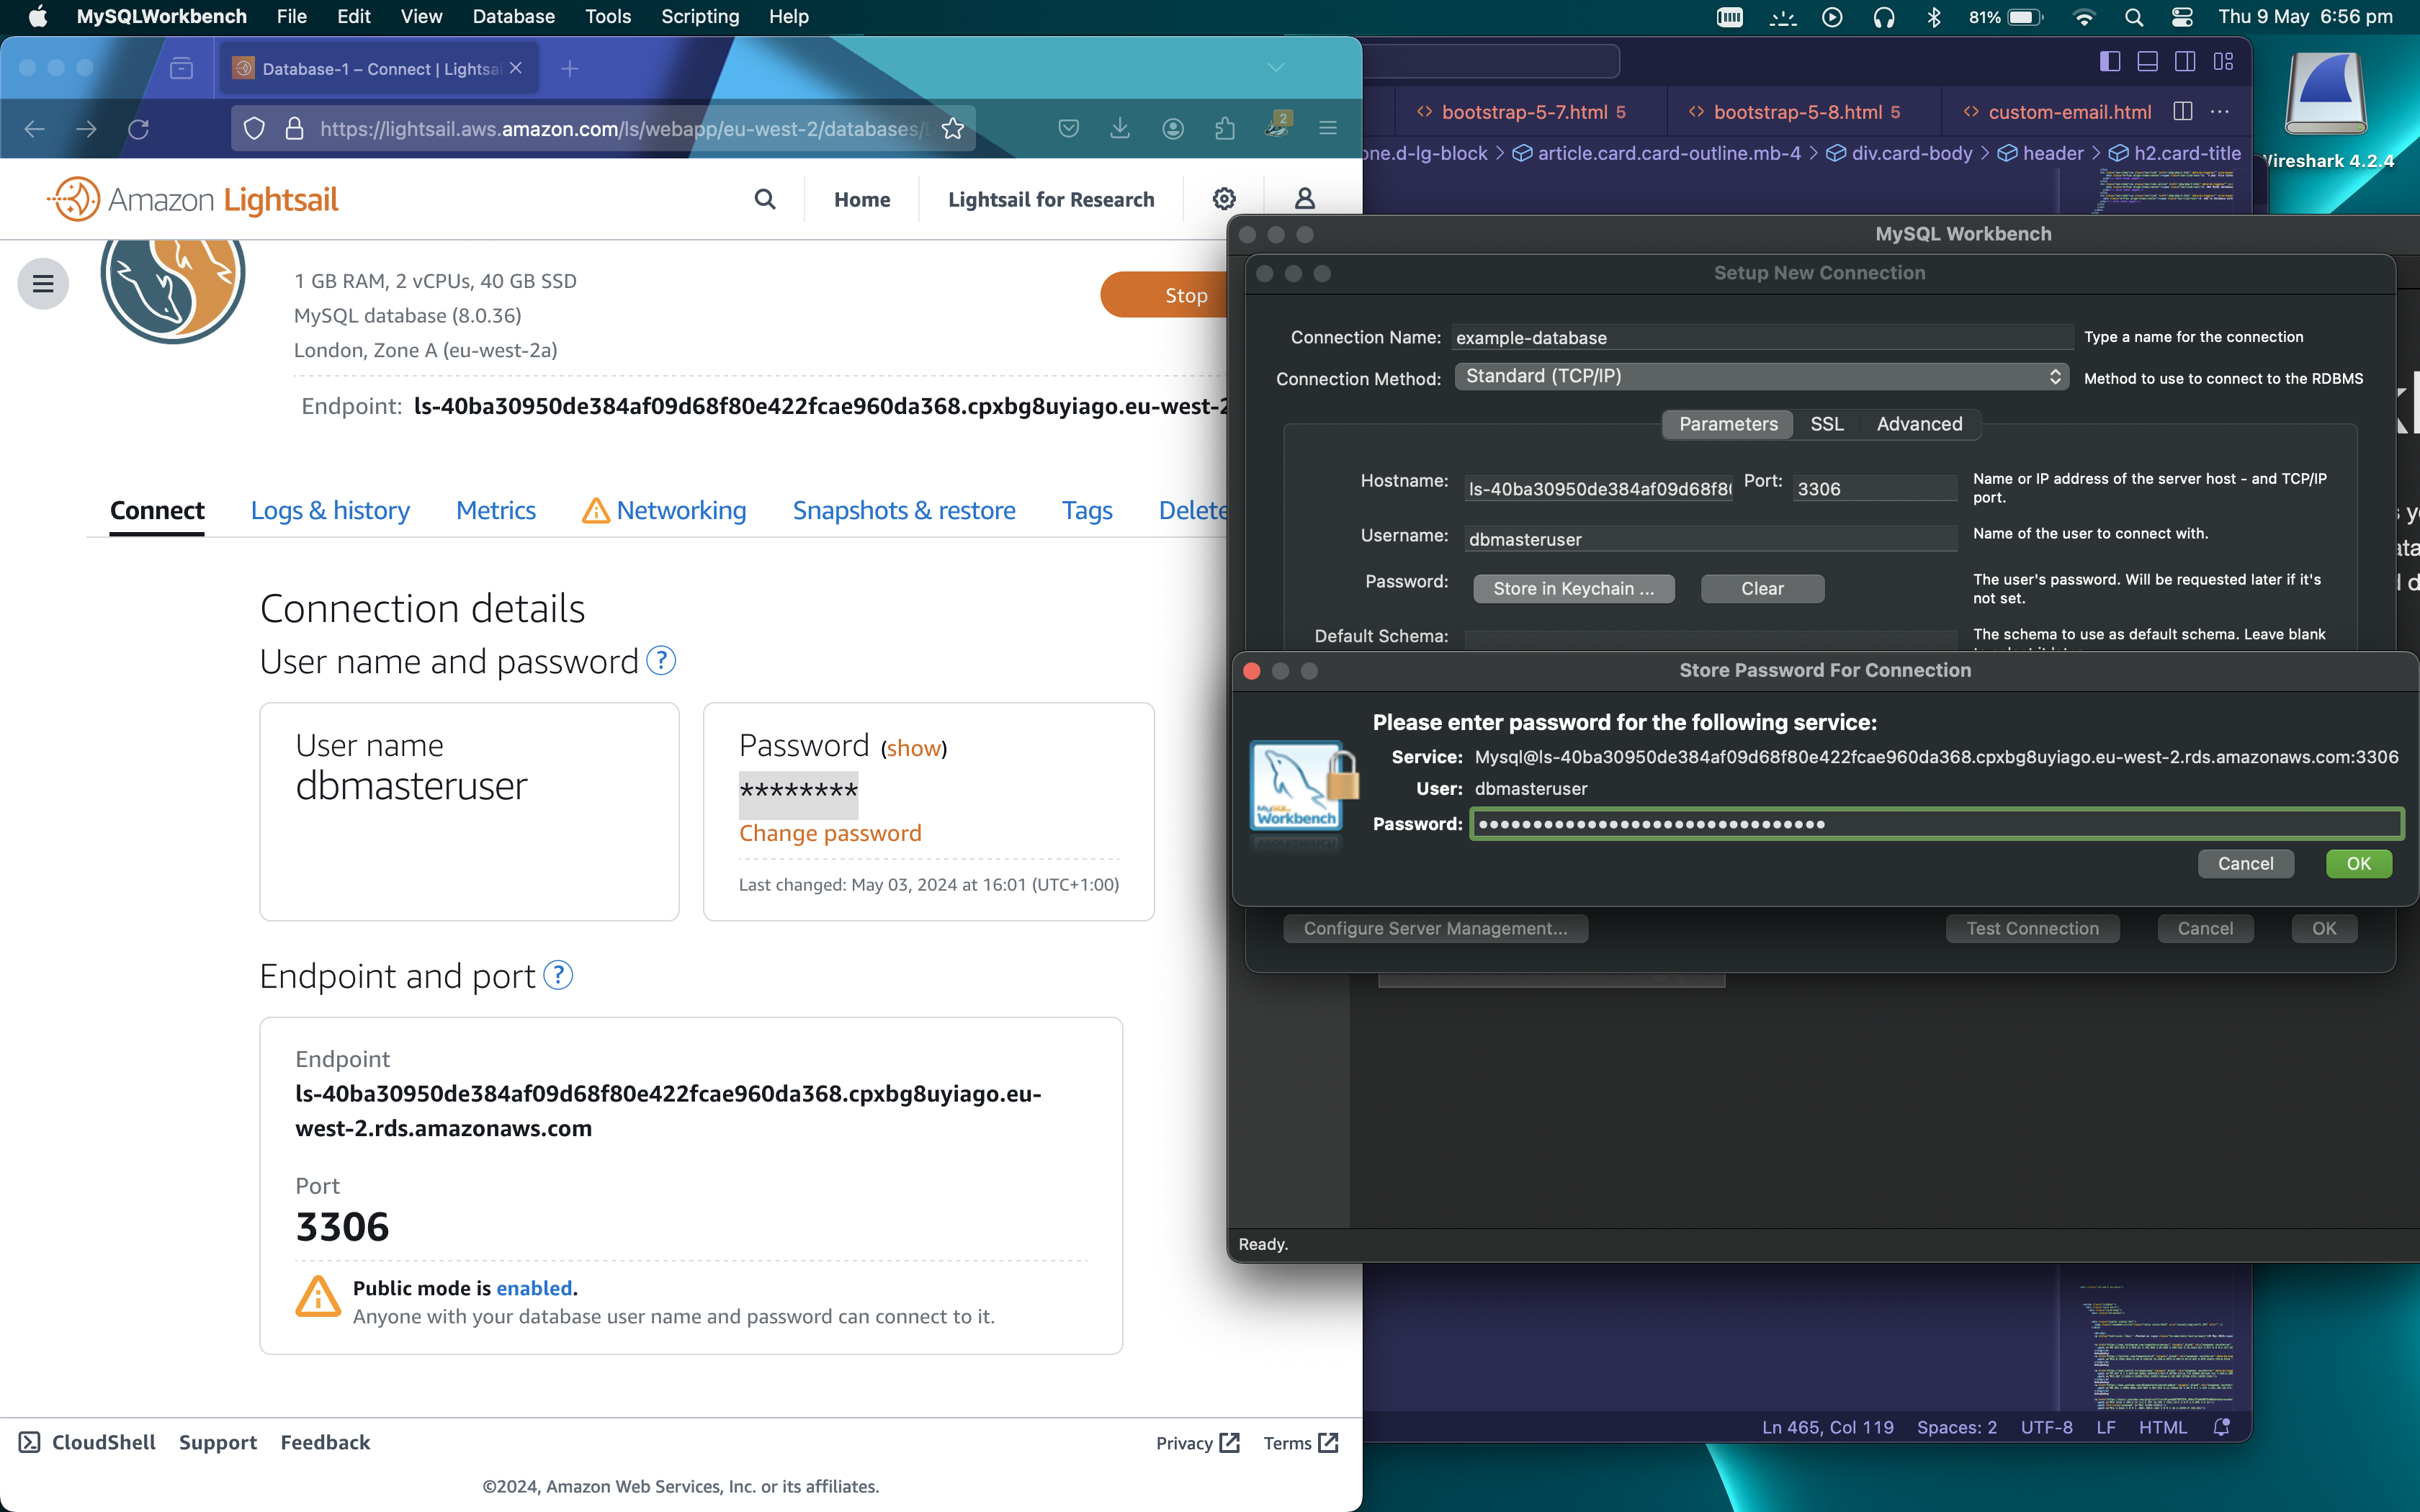 MySQLWorkbench File Edit View Database Tools Scripting Help
81% Thu 9 May 6:56 pm
Database-1 – Connect | Lightsai
https://lightsail.aws.amazon.com/ls/webapp/eu-west-2/databases/
2
Amazon Lightsail
Home
Lightsail for Research
1 GB RAM, 2 vCPUs, 40 GB SSD
MySQL database (8.0.36)
London, Zone A (eu-west-2a)
Stop
Endpoint: ls-40ba30950de384af09d68f80e422fcae960da368.cpxbg8uyiago.eu-west-2
Connect Logs & history Metrics Networking Snapshots & restore Tags Delete
Connection details
User name and password ?
User name
dbmasteruser
Password (show)
********
Change password
Last changed: May 03, 2024 at 16:01 (UTC+1:00)
Endpoint and port ?
Endpoint
ls-40ba30950de384af09d68f80e422fcae960da368.cpxbg8uyiago.eu-
west-2.rds.amazonaws.com
Port
3306
Public mode is enabled.
Anyone with your database user name and password can connect to it.
CloudShell Support Feedback
Privacy Terms
©2024, Amazon Web Services, Inc. or its affiliates.
<> bootstrap-5-7.html 5 <> bootstrap-5-8.html 5 <> custom-email.html
one.d-lg-block > article.card.card-outline.mb-4 > div.card-body > header > h2.card-title
Wireshark 4.2.4
MySQL Workbench
Setup New Connection
Connection Name: example-database Type a name for the connection
Connection Method: Standard (TCP/IP) Method to use to connect to the RDBMS
Parameters SSL Advanced
Hostname: ls-40ba30950de384af09d68f8 Port: 3306 Name or IP address of the server host - and TCP/IP
port.
Username: dbmasteruser Name of the user to connect with.
Password: Store in Keychain ... Clear The user's password. Will be requested later if it's
not set.
Default Schema: The schema to use as default schema. Leave blank
Store Password For Connection
Please enter password for the following service:
Service: Mysql@ls-40ba30950de384af09d68f80e422fcae960da368.cpxbg8uyiago.eu-west-2.rds.amazonaws.com:3306
User: dbmasteruser
Password: ••••••••••••••••••••••••••••••••
MySQL
Workbench
Cancel OK
Configure Server Management... Test Connection Cancel OK
Ready.
Ln 465, Col 119 Spaces: 2 UTF-8 LF HTML